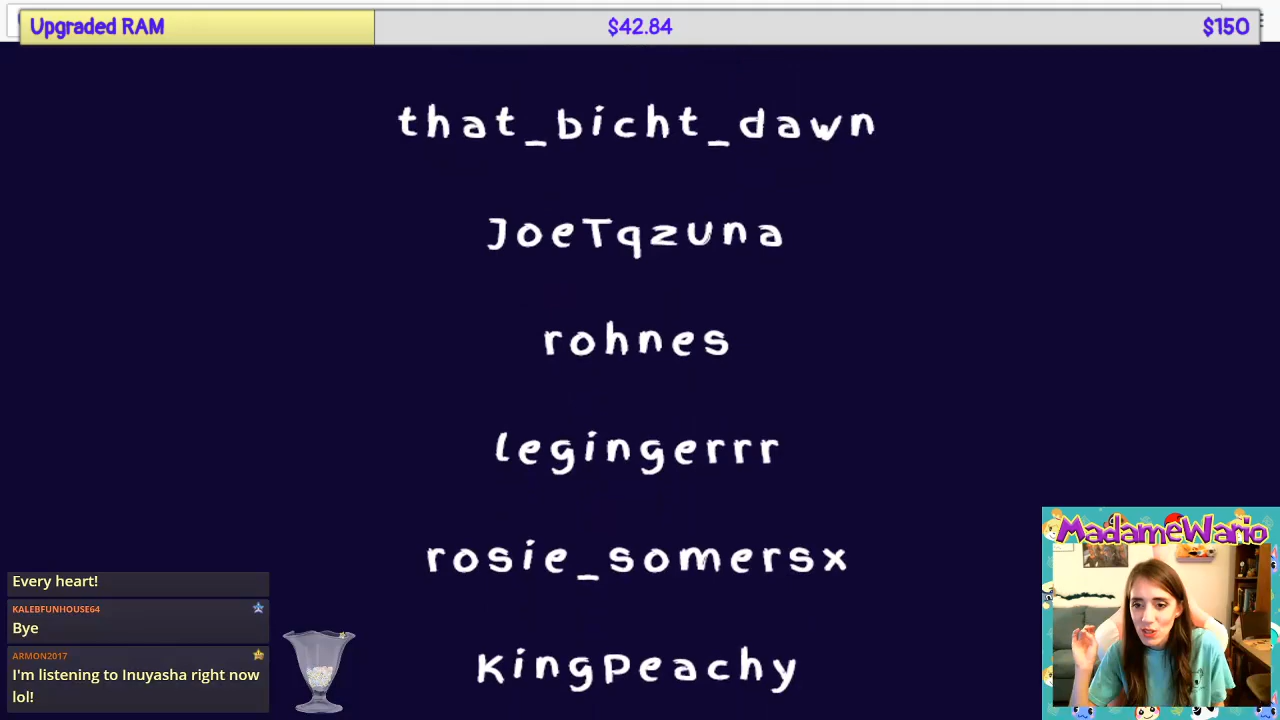 Upgraded RAM $42.84 $150
that_bicht_dawn
JoeTqzuna
rohnes
legingerrr
rosie_somersx
KingPeachy
Every heart!
KALEBFUNHOUSE64
Bye
ARMON2017
I'm listening to Inuyasha right now
lol!
MadameWario